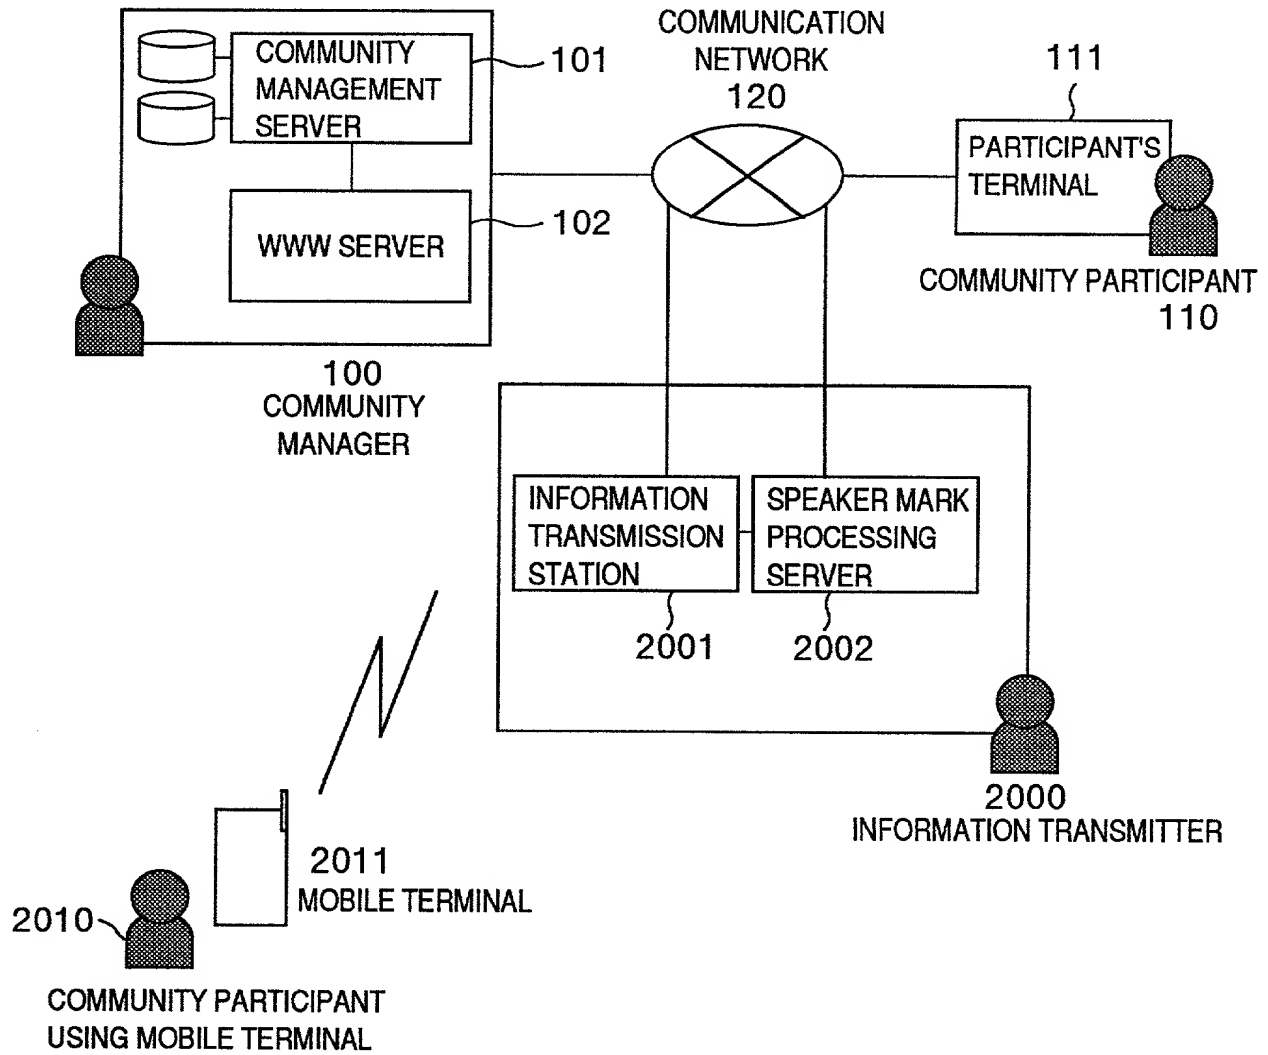 COMMUNITY
MANAGEMENT
SERVER
101
WWW SERVER
102
100
COMMUNITY
MANAGER
COMMUNICATION
NETWORK
120
111
PARTICIPANT'S
TERMINAL
COMMUNITY PARTICIPANT
110
INFORMATION
TRANSMISSION
STATION
2001
SPEAKER MARK
PROCESSING
SERVER
2002
2000
INFORMATION TRANSMITTER
2011
MOBILE TERMINAL
2010
COMMUNITY PARTICIPANT
USING MOBILE TERMINAL